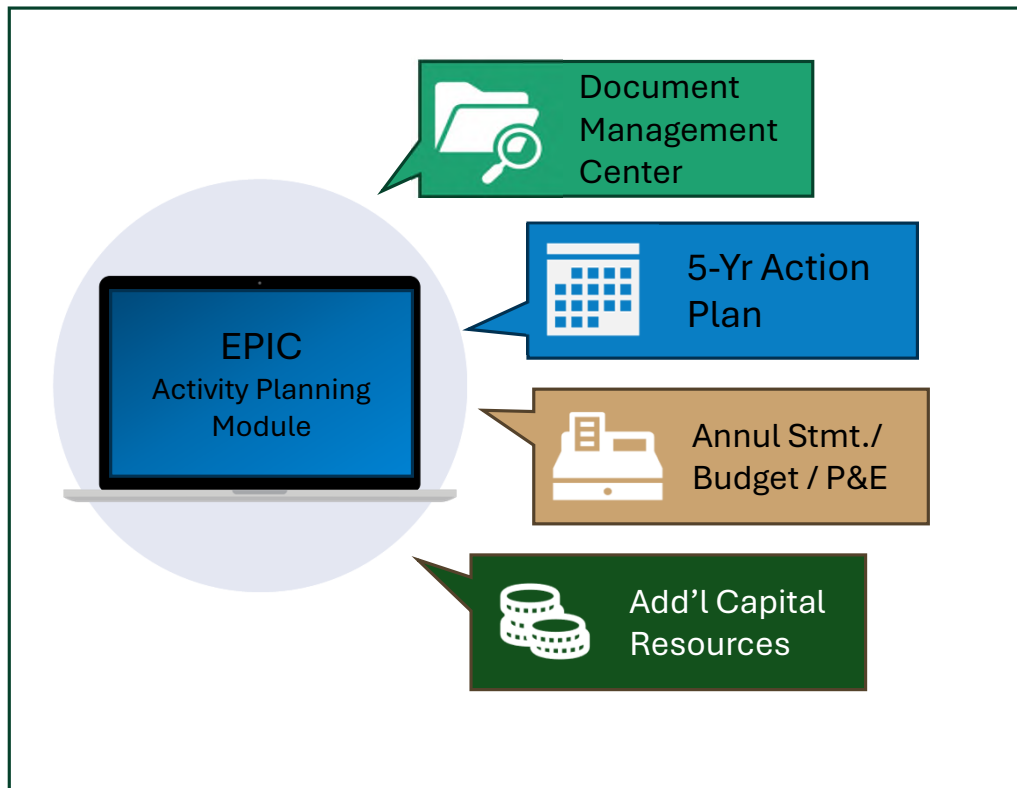 Document
Management
Center
5-Yr Action
Plan
EPIC
Activity Planning
Module
Annul Stmt./
Budget / P&E
Add’l Capital
Resources